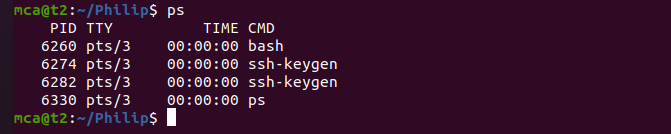 mca@t2:~/Philip$ ps
    PID TTY          TIME CMD
   6260 pts/3    00:00:00 bash
   6274 pts/3    00:00:00 ssh-keygen
   6282 pts/3    00:00:00 ssh-keygen
   6330 pts/3    00:00:00 ps
mca@t2:~/Philip$